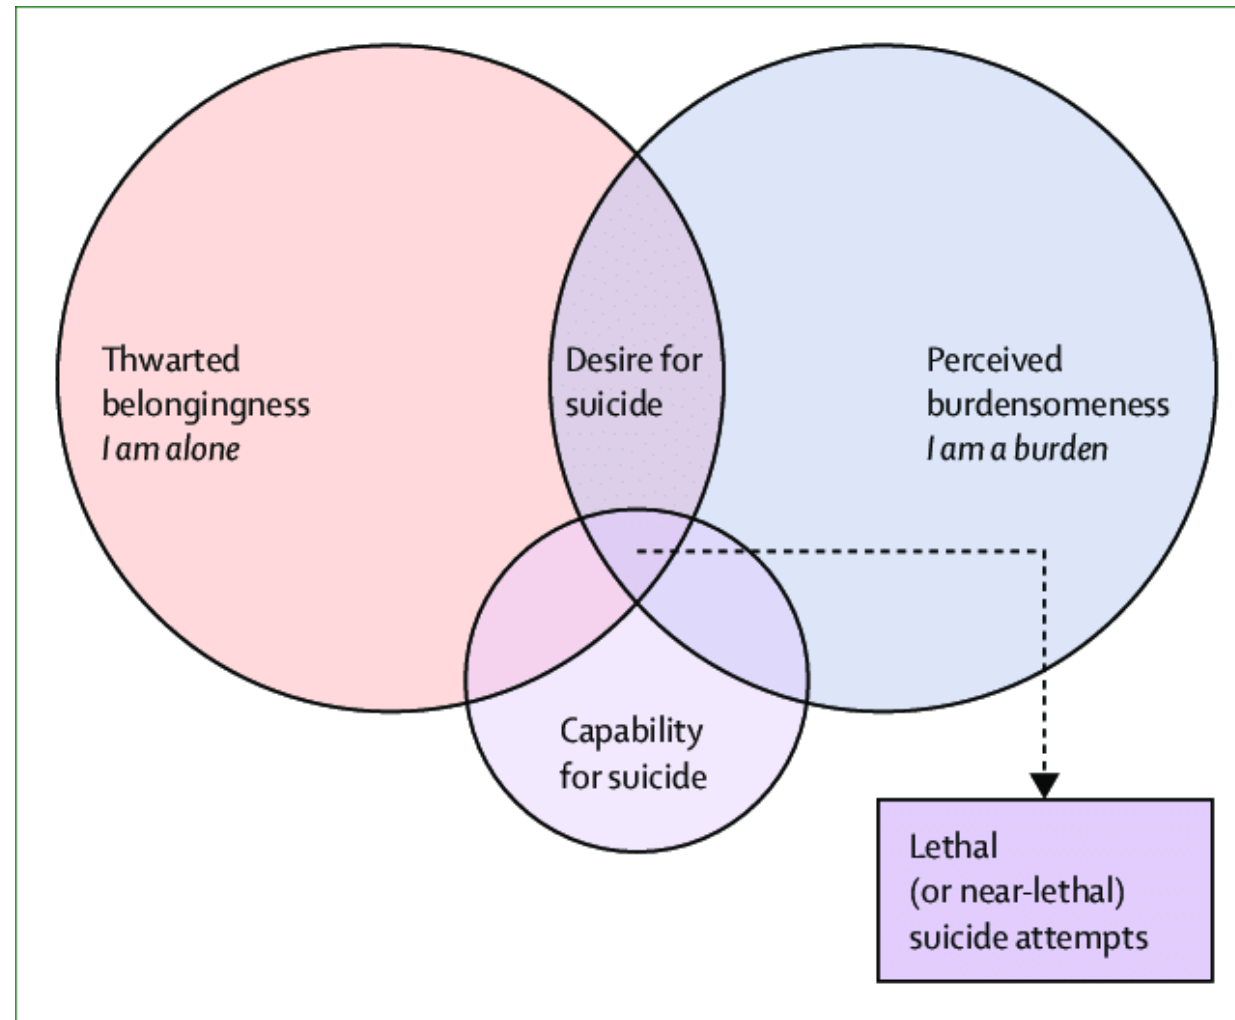 Thwarted
belongingness
I am alone
Desire for
suicide
Perceived
burdensomeness
I am a burden
Capability
for suicide
Lethal
(or near-lethal)
suicide attempts